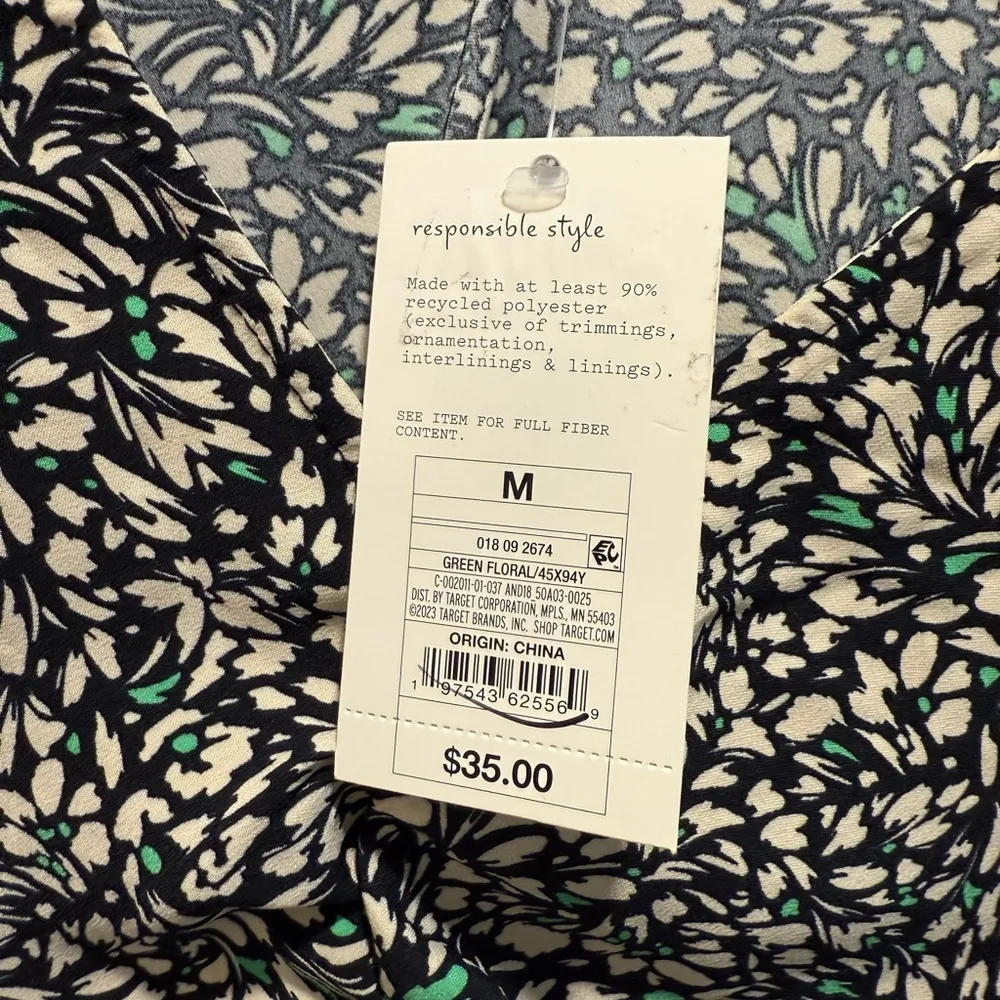 responsible style
Made with at least 90%
recycled polyester
(exclusive of trimmings,
ornamentation,
interlinings & linings).
SEE ITEM FOR FULL FIBER
CONTENT.
M
018 09 2674
EPC
GREEN FLORAL/45X94Y
C-002011-01-037 AND18_50A03-0025
DIST. BY TARGET CORPORATION, MPLS., MN 55403
©2023 TARGET BRANDS, INC. SHOP TARGET.COM
ORIGIN: CHINA
1 97543 62556 9
$35.00